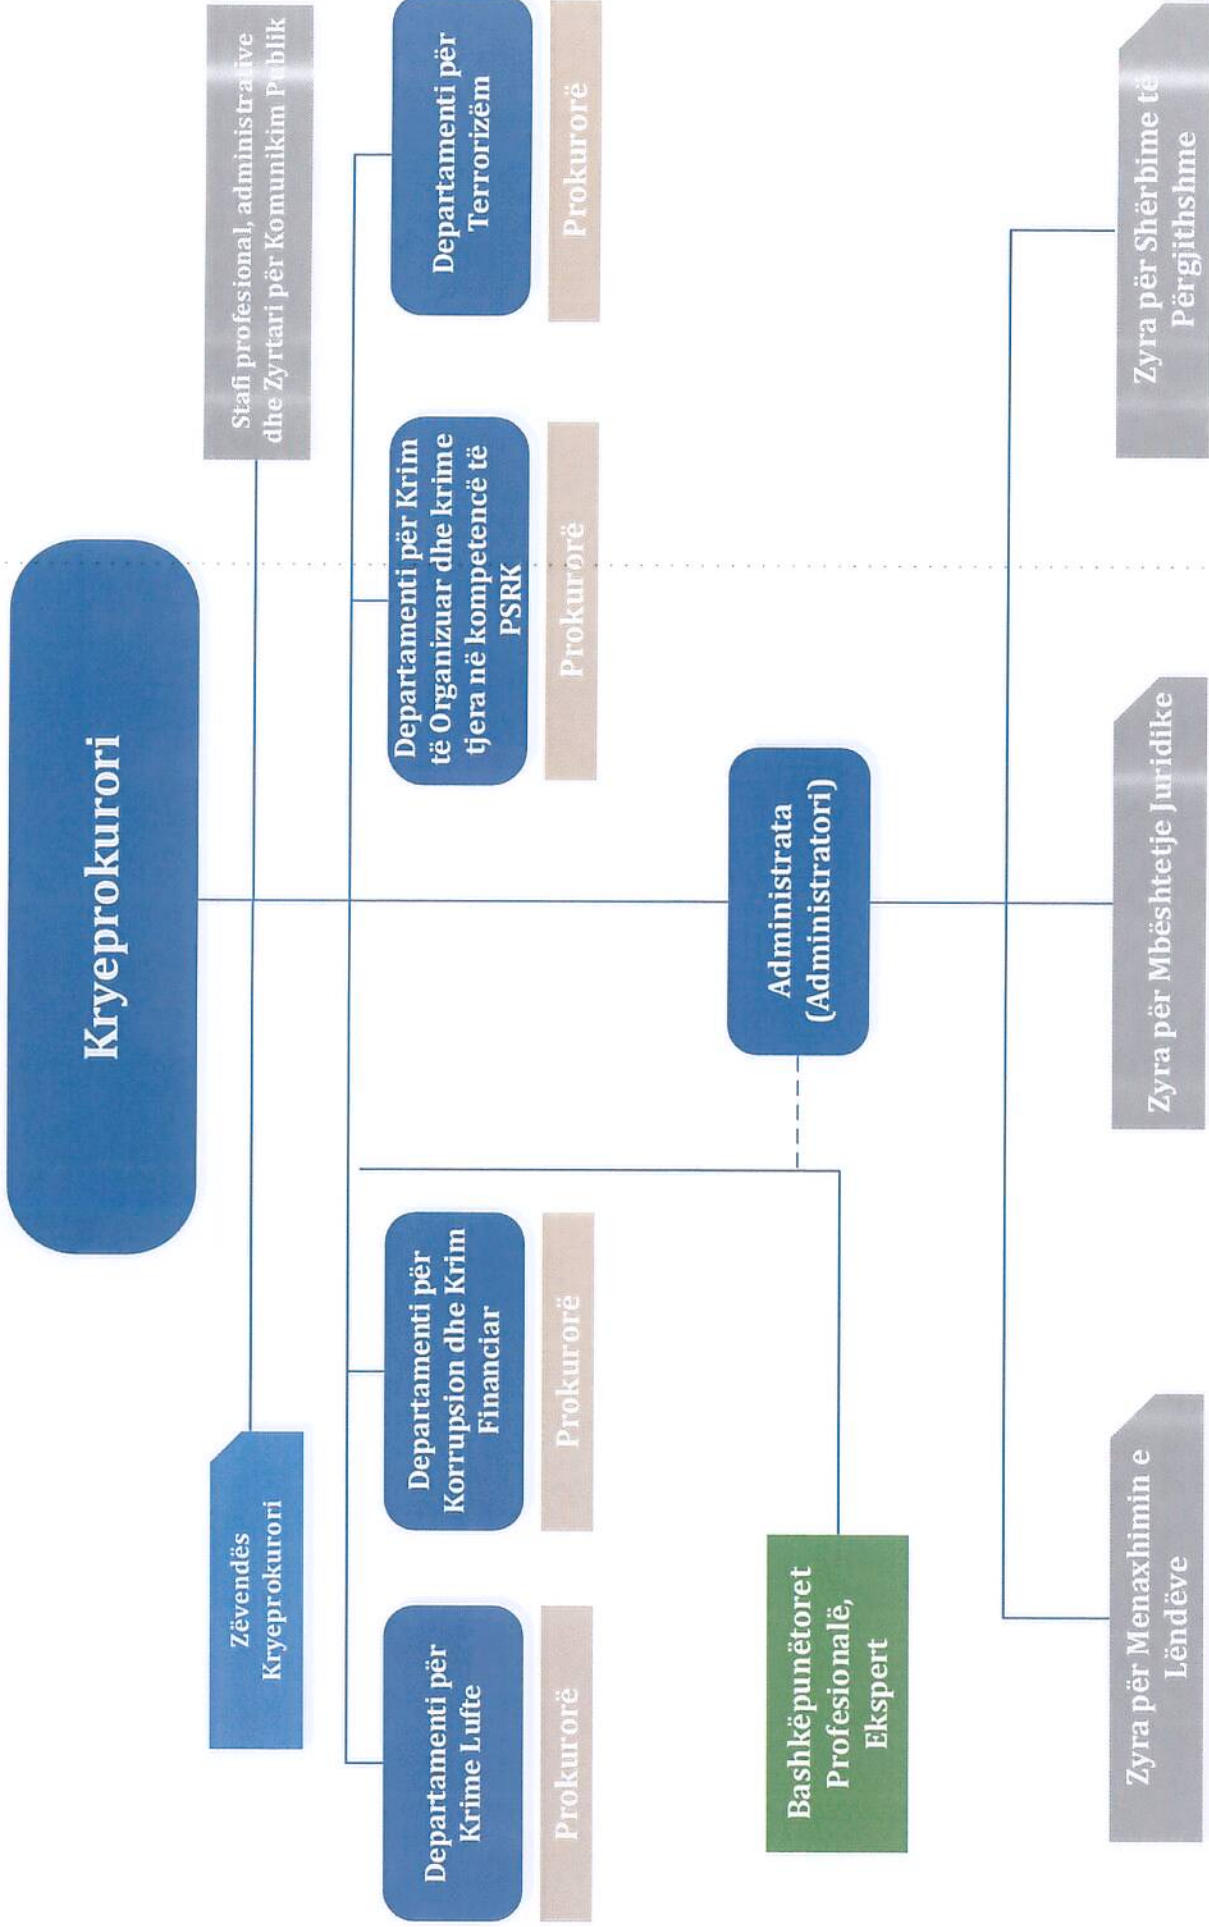 Kryeprokurori
Zëvendës
Kryeprokurori
Stafi profesional, administrative
dhe Zyrtari për Komunikim Publik
Departamenti për
Krime Lufte
Departamenti për
Korrupsion dhe Krim
Financiar
Departamenti për Krim
të Organizuar dhe krime
tjera në kompetencë të
PSRK
Departamenti për
Terrorizëm
Prokurorë
Prokurorë
Prokurorë
Prokurorë
Bashkëpunëtoret
Profesionalë,
Ekspert
Administrata
(Administratori)
Zyra për Menaxhimin e
Lëndëve
Zyra për Mbështetje Juridike
Zyra për Shërbime të
Përgjithshme